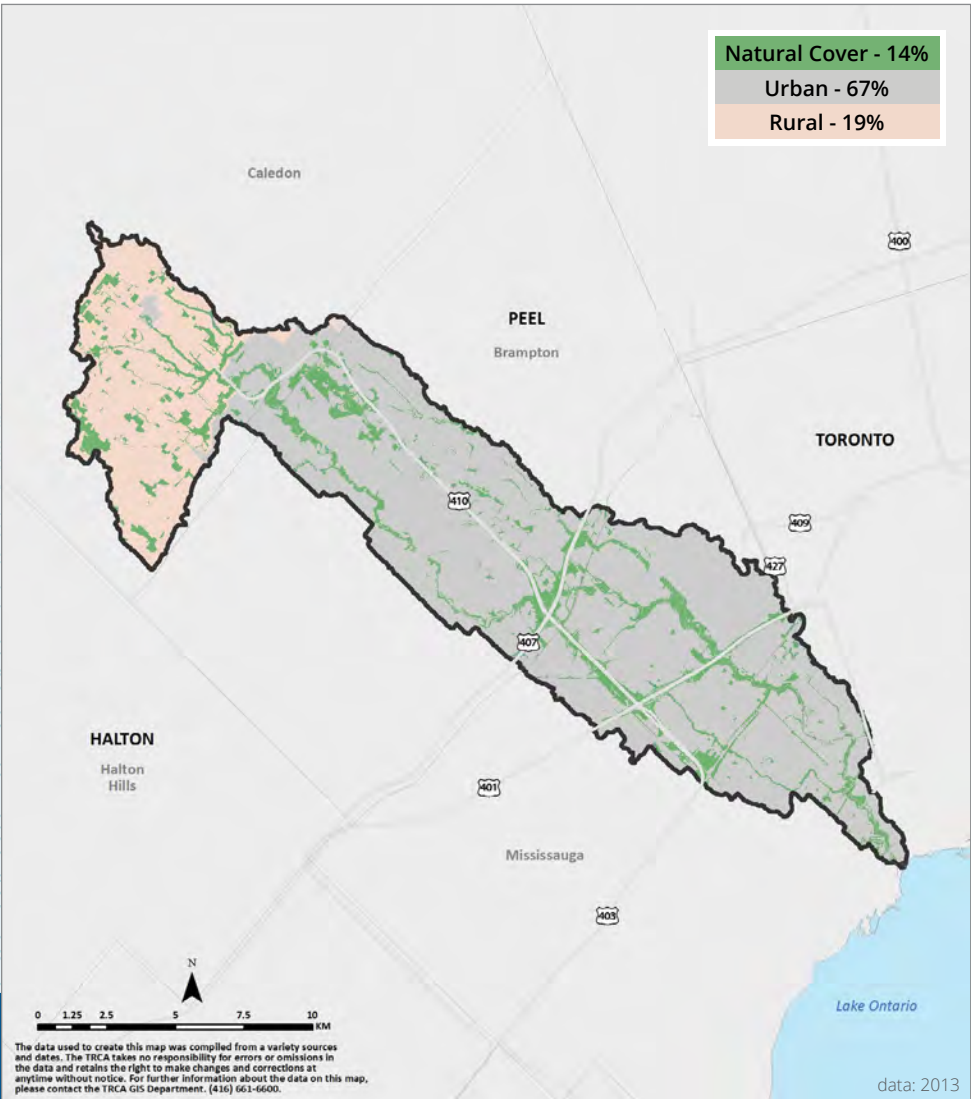 Natural Cover - 14%
Urban - 67%
Rural - 19%
Caledon
400
PEEL
Brampton
TORONTO
410
409
427
407
HALTON
Halton
Hills
401
Mississauga
403
N
Lake Ontario
0 1.25 2.5 5 7.5 10
KM
The data used to create this map was compiled from a variety sources
and dates. The TRCA takes no responsibility for errors or omissions in
the data and retains the right to make changes and corrections at
anytime without notice. For further information about the data on this map,
please contact the TRCA GIS Department. (416) 661-6600.
data: 2013